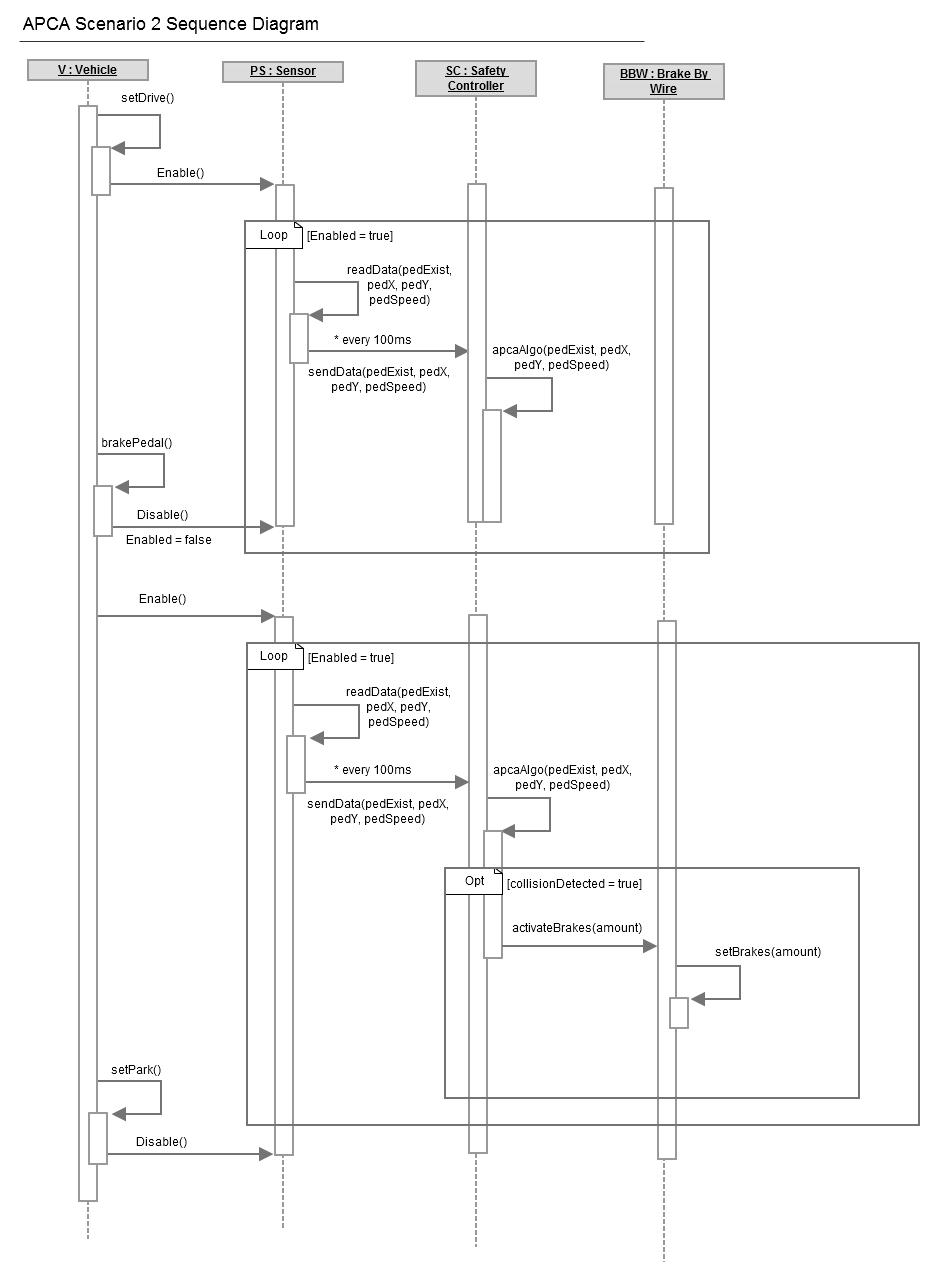 APCA Scenario 2 Sequence Diagram
V : Vehicle
PS : Sensor
SC : Safety
Controller
BBW : Brake By
Wire
setDrive()
Enable()
Loop
[Enabled = true]
readData(pedExist,
pedX, pedY,
pedSpeed)
* every 100ms
sendData(pedExist, pedX,
pedY, pedSpeed)
apcaAlgo(pedExist, pedX,
pedY, pedSpeed)
brakePedal()
Disable()
Enabled = false
Enable()
Loop
[Enabled = true]
readData(pedExist,
pedX, pedY,
pedSpeed)
* every 100ms
sendData(pedExist, pedX,
pedY, pedSpeed)
apcaAlgo(pedExist, pedX,
pedY, pedSpeed)
Opt
[collisionDetected = true]
activateBrakes(amount)
setBrakes(amount)
setPark()
Disable()